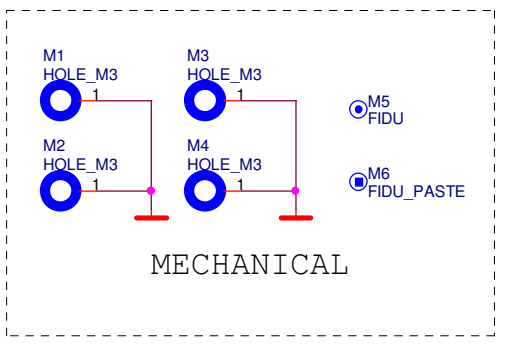 M1
HOLE_M3
1
M3
HOLE_M3
1
M5
FIDU
M2
HOLE_M3
1
M4
HOLE_M3
1
M6
FIDU_PASTE
MECHANICAL